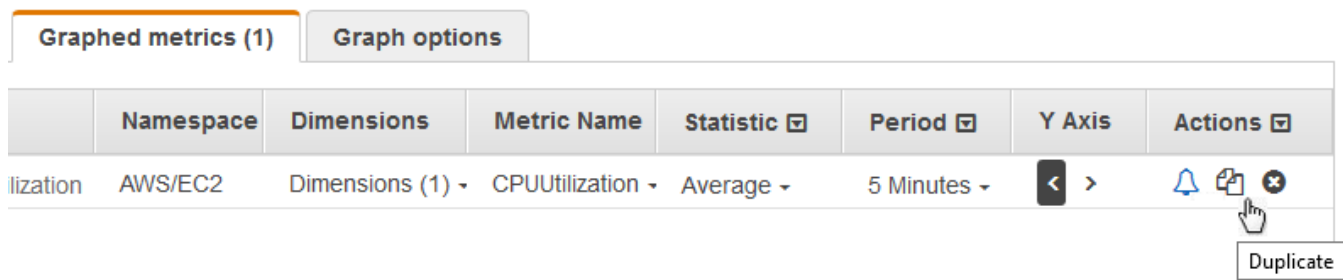 Graphed metrics (1) Graph options
Namespace Dimensions Metric Name Statistic Period Y Axis Actions
ilization AWS/EC2 Dimensions (1) CPUUtilization Average 5 Minutes < >
Duplicate